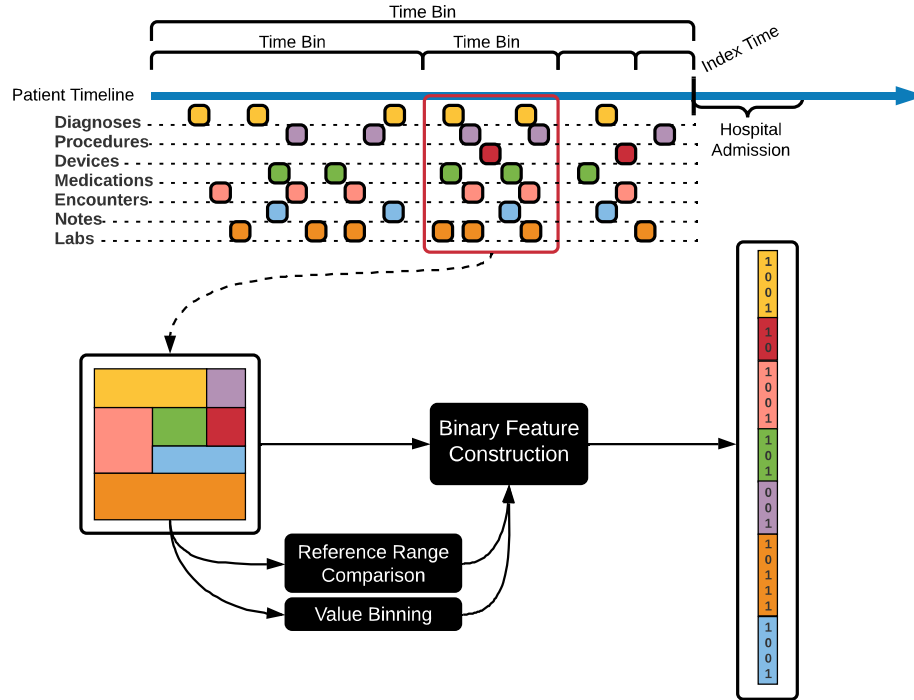 Time Bin
Time Bin
Time Bin
Index Time
Patient Timeline
Diagnoses
Procedures
Devices
Medications
Encounters
Notes
Labs
Hospital
Admission
Binary Feature
Construction
Reference Range
Comparison
Value Binning
1
0
0
1
1
0
1
0
0
1
1
0
1
0
0
1
1
0
1
1
1
1
0
0
1